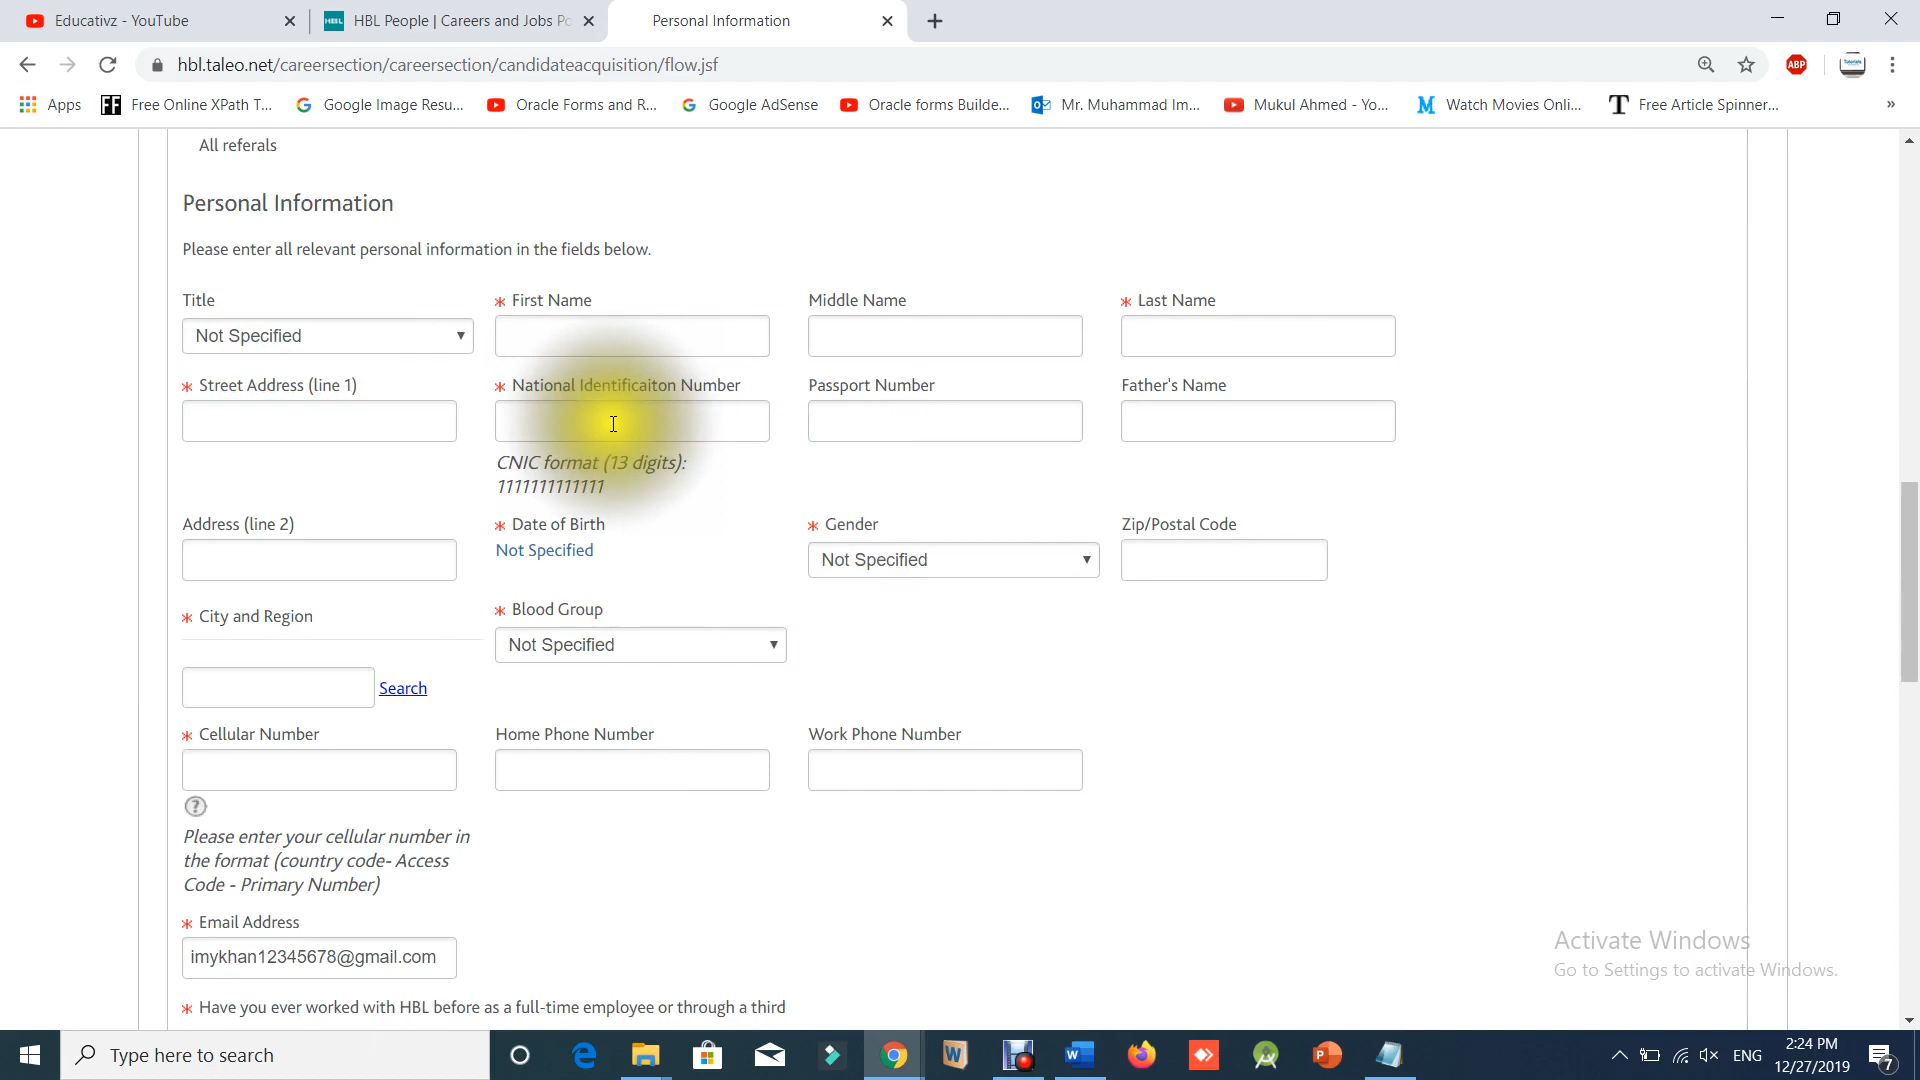 Educativz - YouTube
HBL People | Careers and Jobs Po
Personal Information
hbl.taleo.net/careersection/careersection/candidateacquisition/flow.jsf
ABP
Apps
Free Online XPath T...
Google Image Resu...
Oracle Forms and R...
Google AdSense
Oracle forms Builde...
Mr. Muhammad Im...
Mukul Ahmed - Yo...
Watch Movies Onli...
Free Article Spinner...
»
All referals
Personal Information
Please enter all relevant personal information in the fields below.
Title
* First Name
Middle Name
* Last Name
Not Specified
* Street Address (line 1)
* National Identificaiton Number
Passport Number
Father's Name
CNIC format (13 digits):
1111111111111
Address (line 2)
* Date of Birth
* Gender
Zip/Postal Code
Not Specified
Not Specified
* City and Region
* Blood Group
Not Specified
Search
* Cellular Number
Home Phone Number
Work Phone Number
?
Please enter your cellular number in
the format (country code- Access
Code - Primary Number)
* Email Address
imykhan12345678@gmail.com
* Have you ever worked with HBL before as a full-time employee or through a third
Activate Windows
Go to Settings to activate Windows.
Type here to search
ENG
2:24 PM
12/27/2019
7